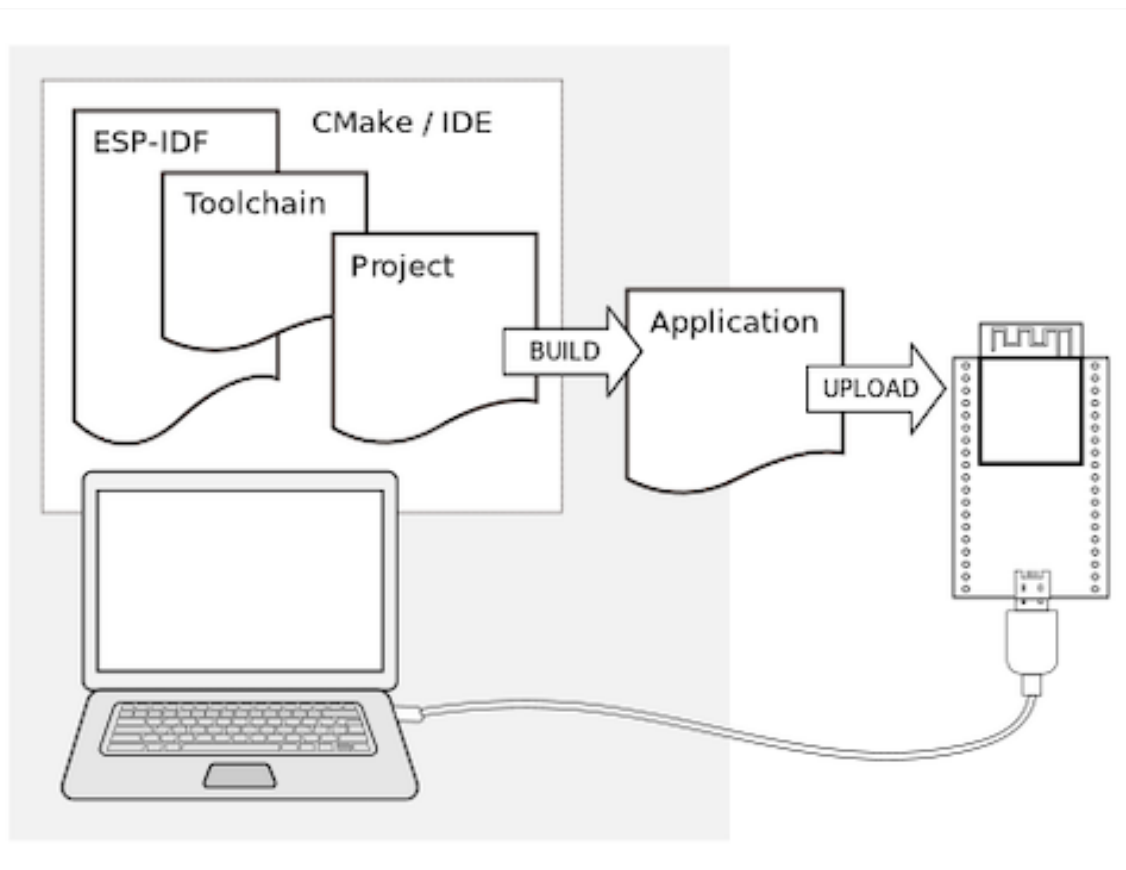 CMake / IDE
ESP-IDF
Toolchain
Project
BUILD
Application
UPLOAD